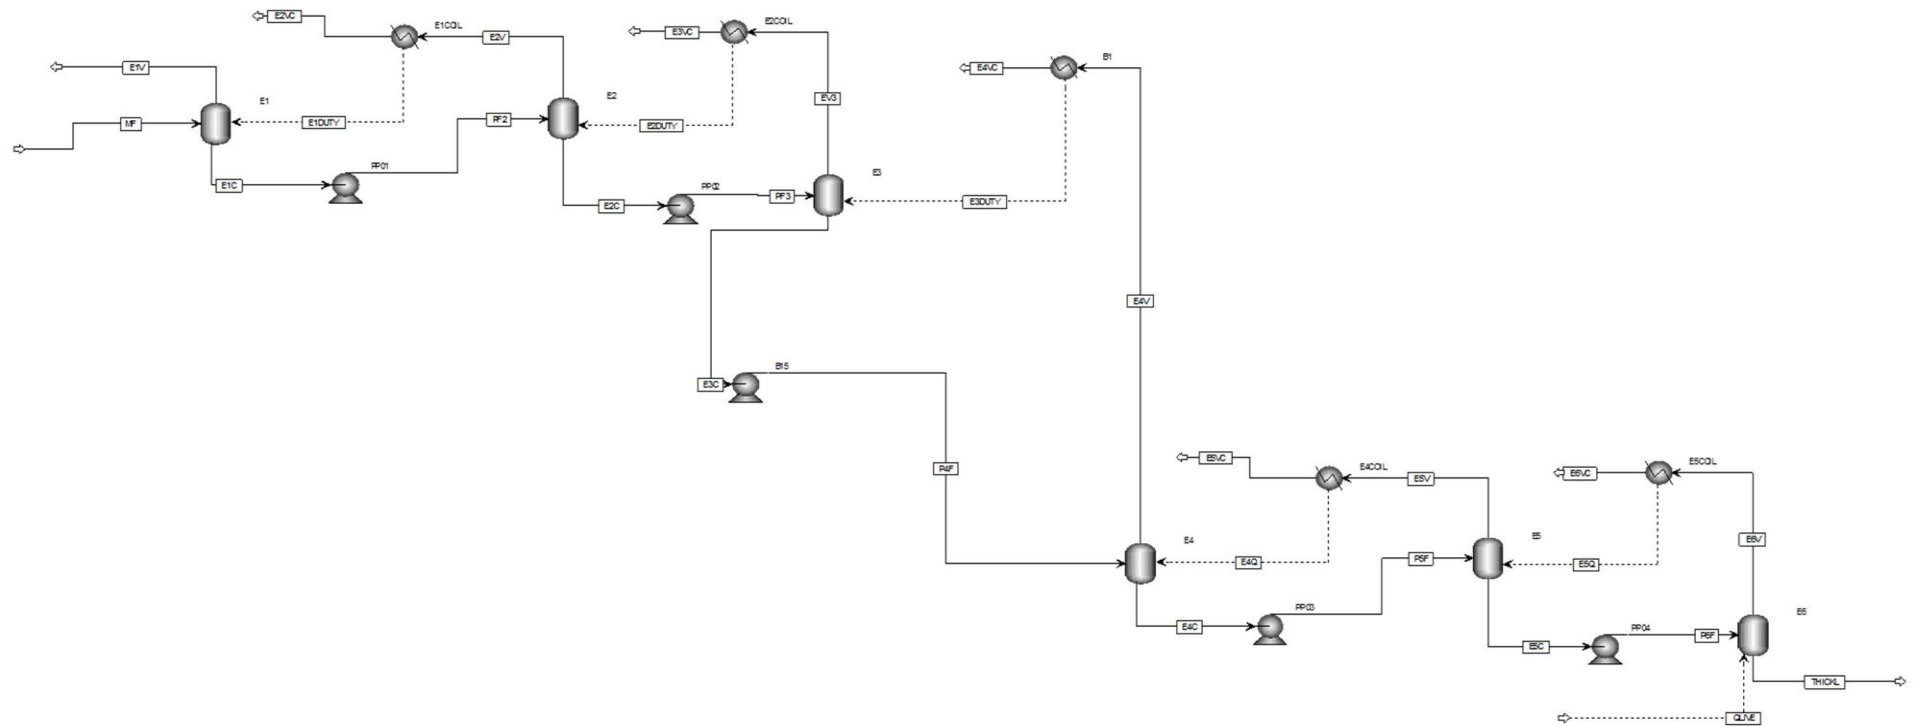 E2VC
E1COIL
E2V
E2COIL
E3VC
E1V
E4VC
B1
E1
E2
EV3
MF
E1DUTY
PF2
E2DUTY
PP01
E3
E1C
PP02
PF3
E2C
E3DUTY
E4V
B15
E3C
P4F
E5VC
E4COIL
E5V
E6VC
E5COIL
E4
E5
E6V
E4Q
P5F
E5Q
PP03
E6
E4C
PP04
P6F
E5C
THICKL
QLIVE